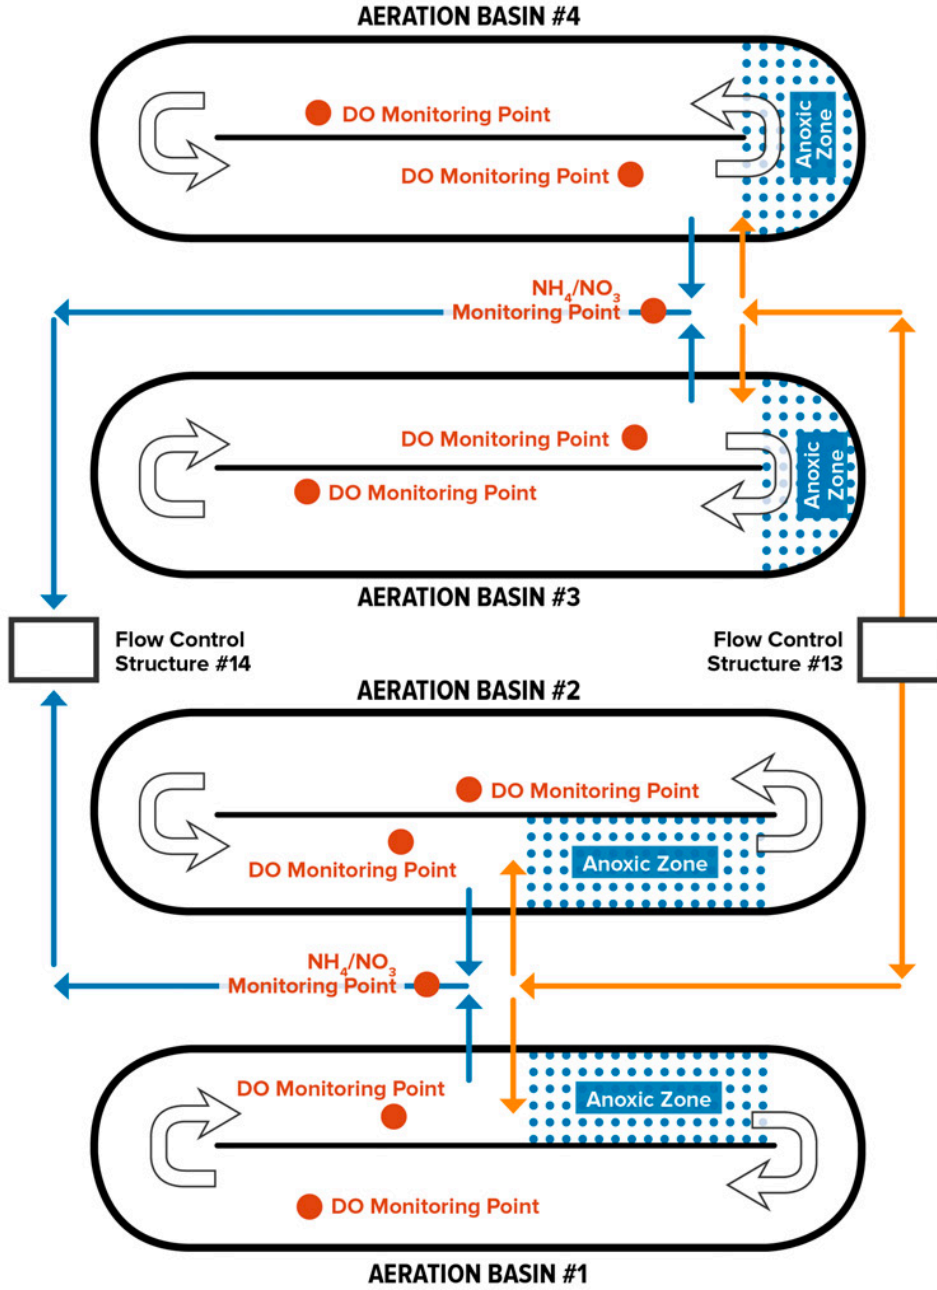 AERATION BASIN #4
DO Monitoring Point
DO Monitoring Point
Anoxic
Zone
NH₄/NO₃
Monitoring Point
DO Monitoring Point
DO Monitoring Point
Anoxic
Zone
AERATION BASIN #3
Flow Control
Structure #14
Flow Control
Structure #13
AERATION BASIN #2
DO Monitoring Point
DO Monitoring Point
Anoxic Zone
NH₄/NO₃
Monitoring Point
DO Monitoring Point
Anoxic Zone
DO Monitoring Point
AERATION BASIN #1